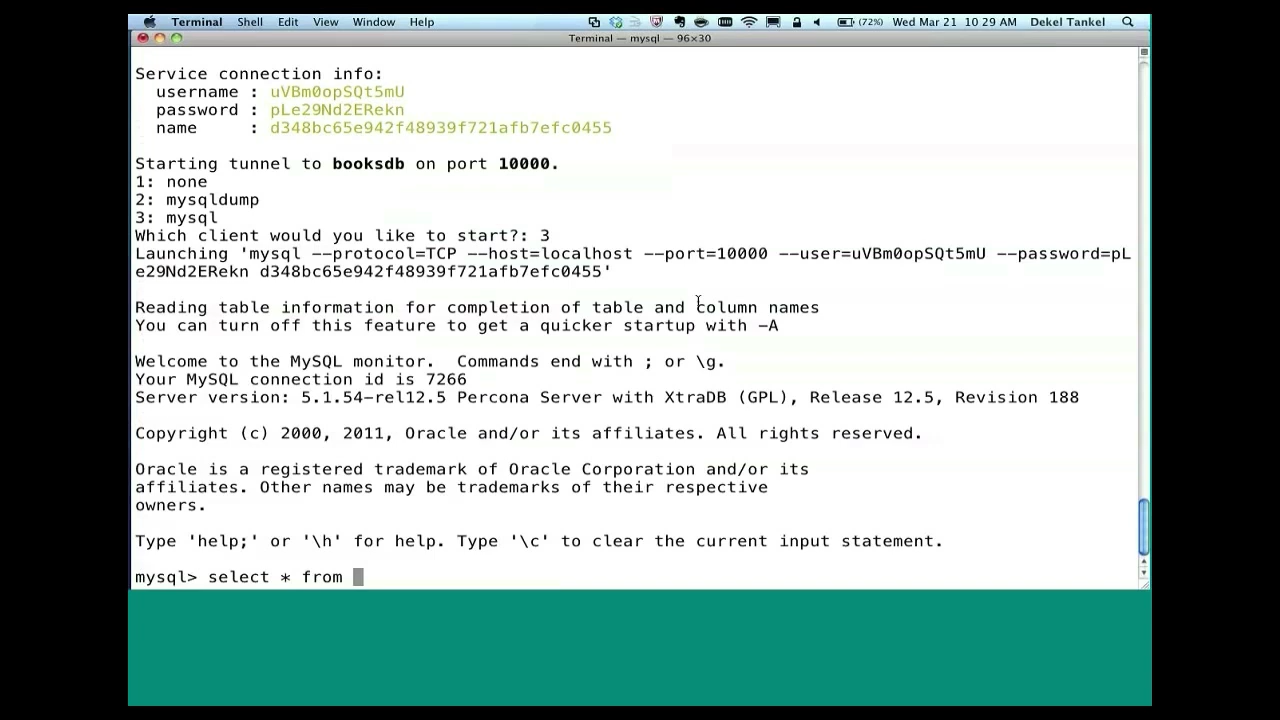 Terminal Shell Edit View Window Help (72%) Wed Mar 21 10:29 AM Dekel Tankel
Terminal — mysql — 96×30
Service connection info:
username : uVBm0opSQt5mU
password : pLe29Nd2ERekn
name : d348bc65e942f48939f721afb7efc0455
Starting tunnel to booksdb on port 10000.
1: none
2: mysqldump
3: mysql
Which client would you like to start?: 3
Launching 'mysql --protocol=TCP --host=localhost --port=10000 --user=uVBm0opSQt5mU --password=pL
e29Nd2ERekn d348bc65e942f48939f721afb7efc0455'
Reading table information for completion of table and column names
You can turn off this feature to get a quicker startup with -A
Welcome to the MySQL monitor.  Commands end with ; or \g.
Your MySQL connection id is 7266
Server version: 5.1.54-rel12.5 Percona Server with XtraDB (GPL), Release 12.5, Revision 188
Copyright (c) 2000, 2011, Oracle and/or its affiliates. All rights reserved.
Oracle is a registered trademark of Oracle Corporation and/or its
affiliates. Other names may be trademarks of their respective
owners.
Type 'help;' or '\h' for help. Type '\c' to clear the current input statement.
mysql> select * from